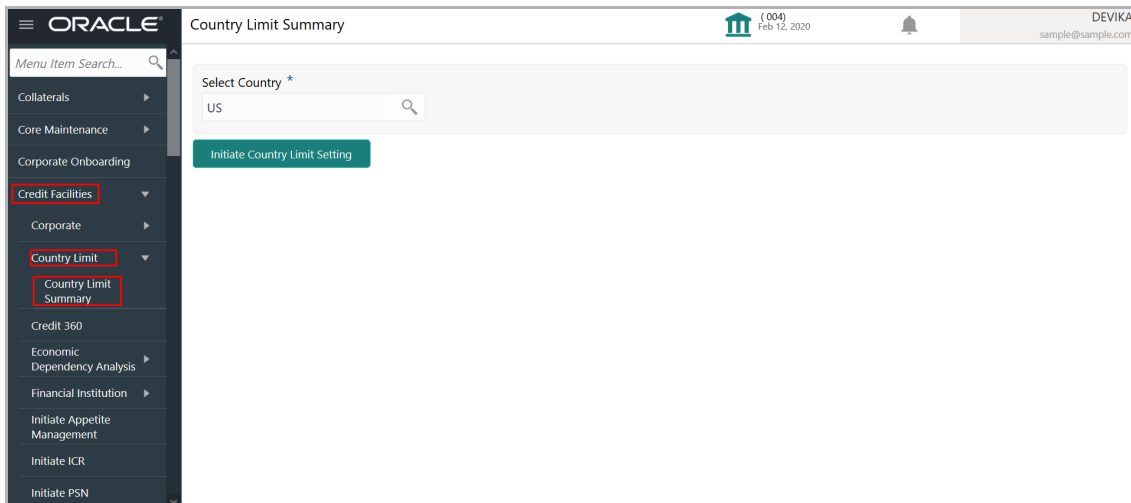 ORACLE
Country Limit Summary
( 004)
Feb 12, 2020
DEVIKA
sample@sample.com
Menu Item Search...
Collaterals
Core Maintenance
Corporate Onboarding
Credit Facilities
Corporate
Country Limit
Country Limit
Summary
Credit 360
Economic
Dependency Analysis
Financial Institution
Initiate Appetite
Management
Initiate ICR
Initiate PSN
Select Country *
US
Initiate Country Limit Setting